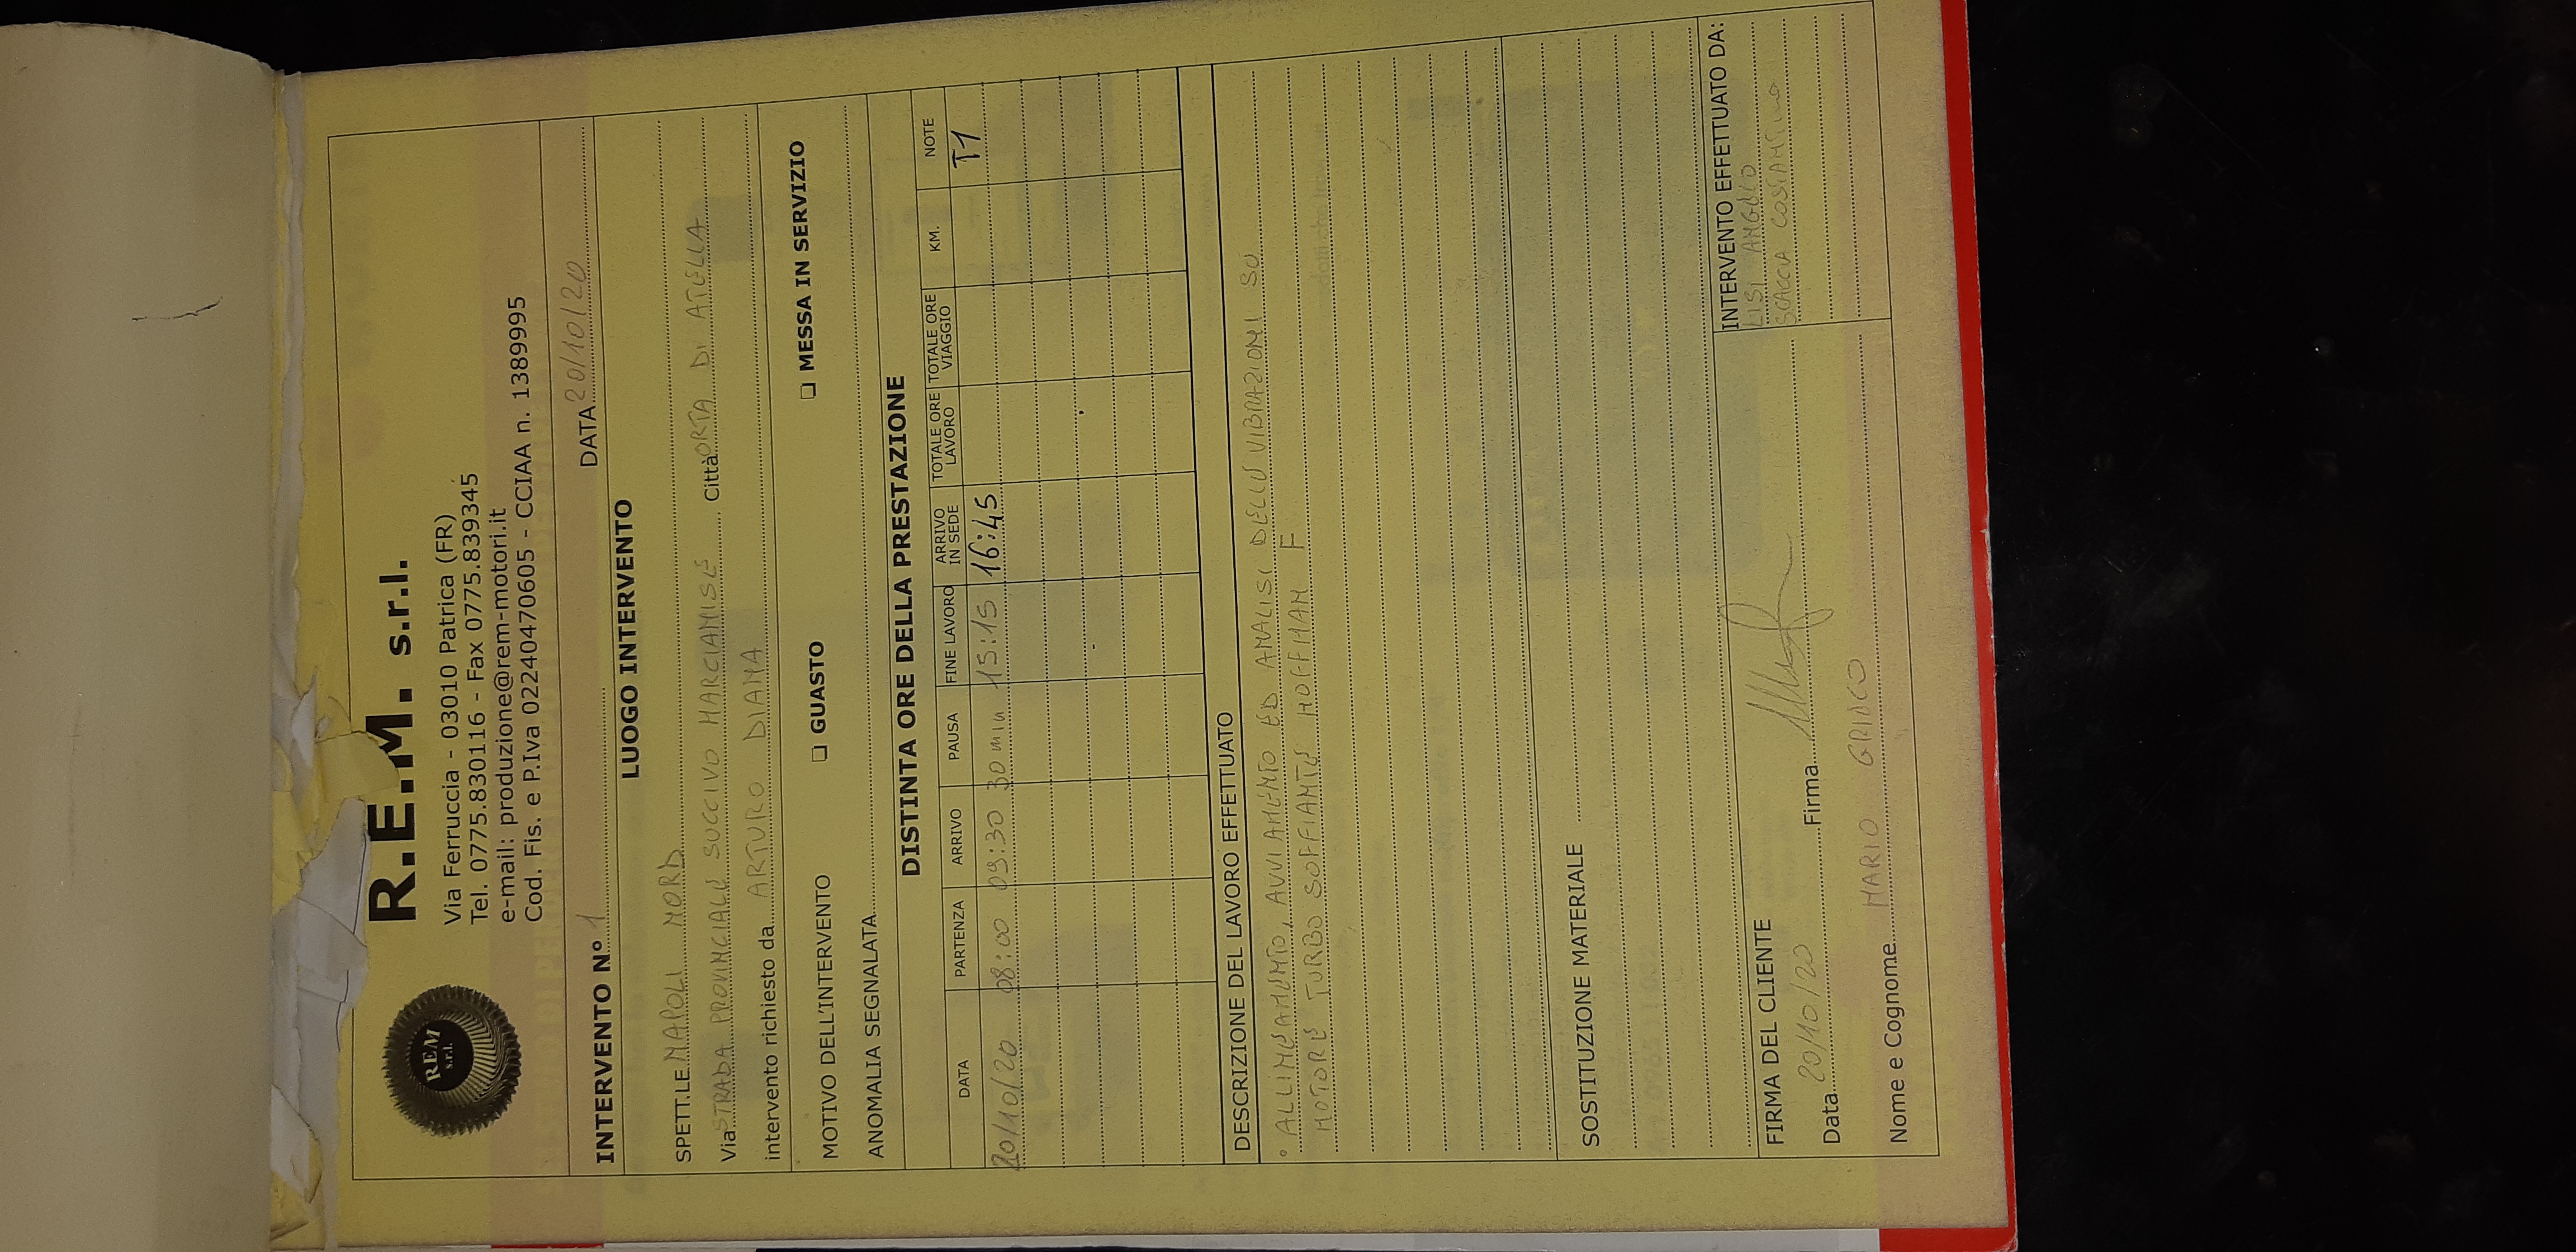 REM
s.r.l.
R.E.M. s.r.l.
Via Ferruccia - 03010 Patrica (FR)
Tel. 0775.830116 - Fax 0775.839345
e-mail: produzione@rem-motori.it
Cod. Fis. e P.Iva 02240470605 - CCIAA n. 13899995
INTERVENTO N° 1 DATA 20/10/20
LUOGO INTERVENTO
SPETT.LE NAPOLI NORD
Via STRADA PROVINCIALE SUCCIVO MARCIANISE Città ORTA DI ATELLA
intervento richiesto da ARTURO DIANA
MOTIVO DELL'INTERVENTO ❑ GUASTO ❑ MESSA IN SERVIZIO
ANOMALIA SEGNALATA
DISTINTA ORE DELLA PRESTAZIONE
DATA PARTENZA ARRIVO PAUSA FINE LAVORO ARRIVO IN SEDE TOTALE ORE LAVORO TOTALE ORE VIAGGIO KM. NOTE
20/10/20 08:00 09:30 30 min 15:15 16:45 T1
DESCRIZIONE DEL LAVORO EFFETTUATO
• ALLINEAMENTO, AVVIAMENTO ED ANALISI DELLE VIBRAZIONI SU
MOTORE TURBO SOFFIANTE HOFFMAN F
SOSTITUZIONE MATERIALE
FIRMA DEL CLIENTE
Data 20/10/20 Firma
Nome e Cognome MARIO GRIACO
INTERVENTO EFFETTUATO DA:
LISI ANGELO
SCACCIA COSTANTINO